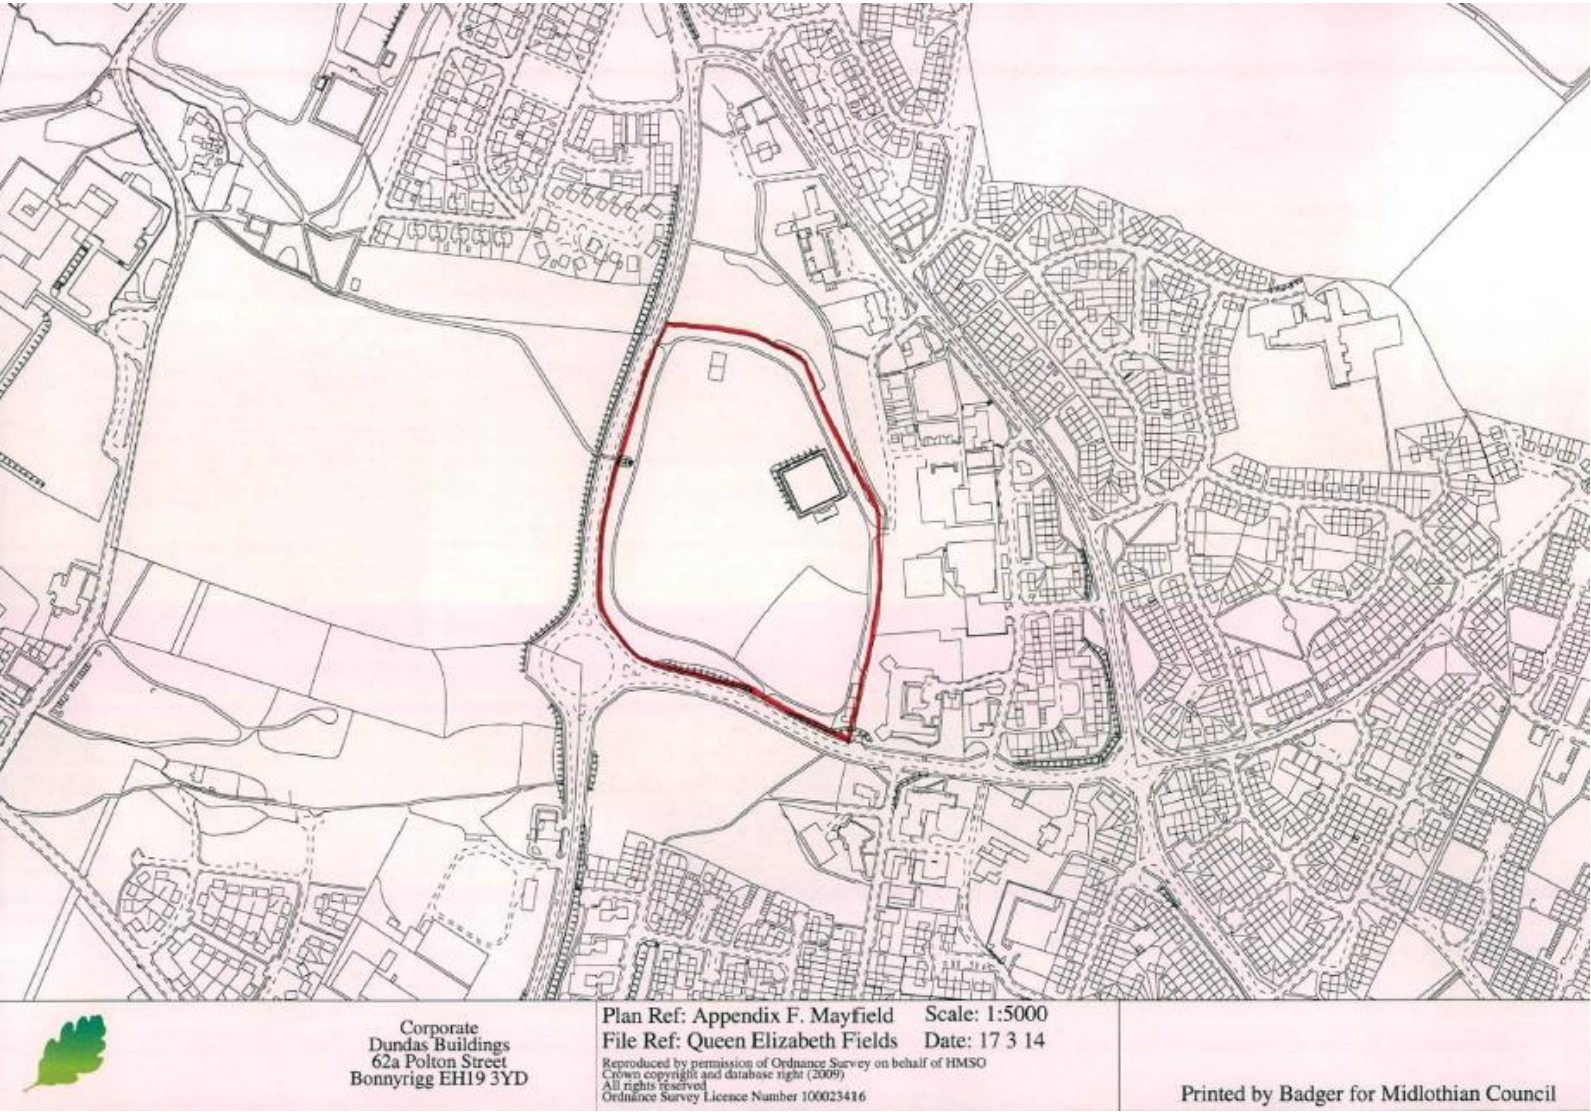 Corporate
Dundas Buildings
62a Polton Street
Bonnyrigg EH19 3YD
Plan Ref: Appendix F. Mayfield Scale: 1:5000
File Ref: Queen Elizabeth Fields Date: 17 3 14
Reproduced by permission of Ordnance Survey on behalf of HMSO
Crown copyright and database right (2009)
All rights reserved
Ordnance Survey Licence Number 100023416
Printed by Badger for Midlothian Council